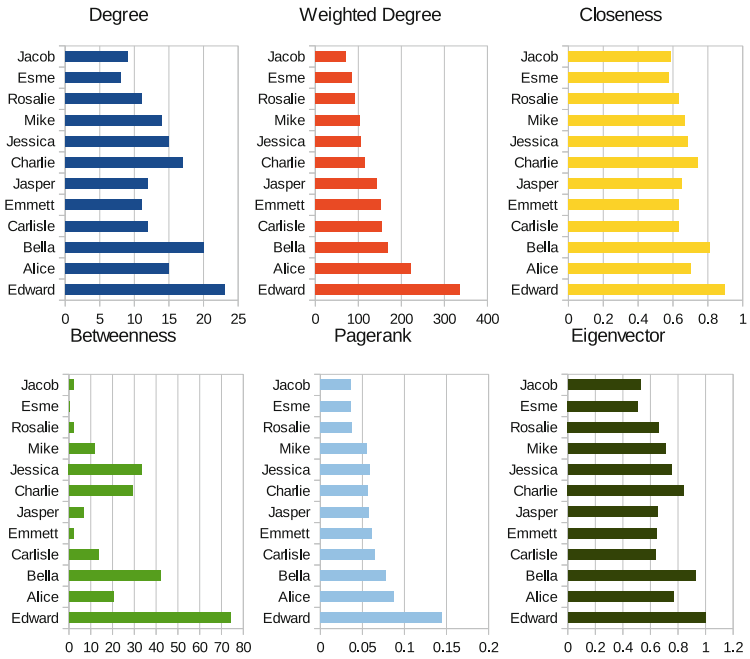 Degree
Weighted Degree
Closeness
Jacob
Esme
Rosalie
Mike
Jessica
Charlie
Jasper
Emmett
Carlisle
Bella
Alice
Edward
0 5 10 15 20 25
Jacob
Esme
Rosalie
Mike
Jessica
Charlie
Jasper
Emmett
Carlisle
Bella
Alice
Edward
0 100 200 300 400
Jacob
Esme
Rosalie
Mike
Jessica
Charlie
Jasper
Emmett
Carlisle
Bella
Alice
Edward
0 0.2 0.4 0.6 0.8 1
Betweenness
Pagerank
Eigenvector
Jacob
Esme
Rosalie
Mike
Jessica
Charlie
Jasper
Emmett
Carlisle
Bella
Alice
Edward
0 10 20 30 40 50 60 70 80
Jacob
Esme
Rosalie
Mike
Jessica
Charlie
Jasper
Emmett
Carlisle
Bella
Alice
Edward
0 0.05 0.1 0.15 0.2
Jacob
Esme
Rosalie
Mike
Jessica
Charlie
Jasper
Emmett
Carlisle
Bella
Alice
Edward
0 0.2 0.4 0.6 0.8 1 1.2